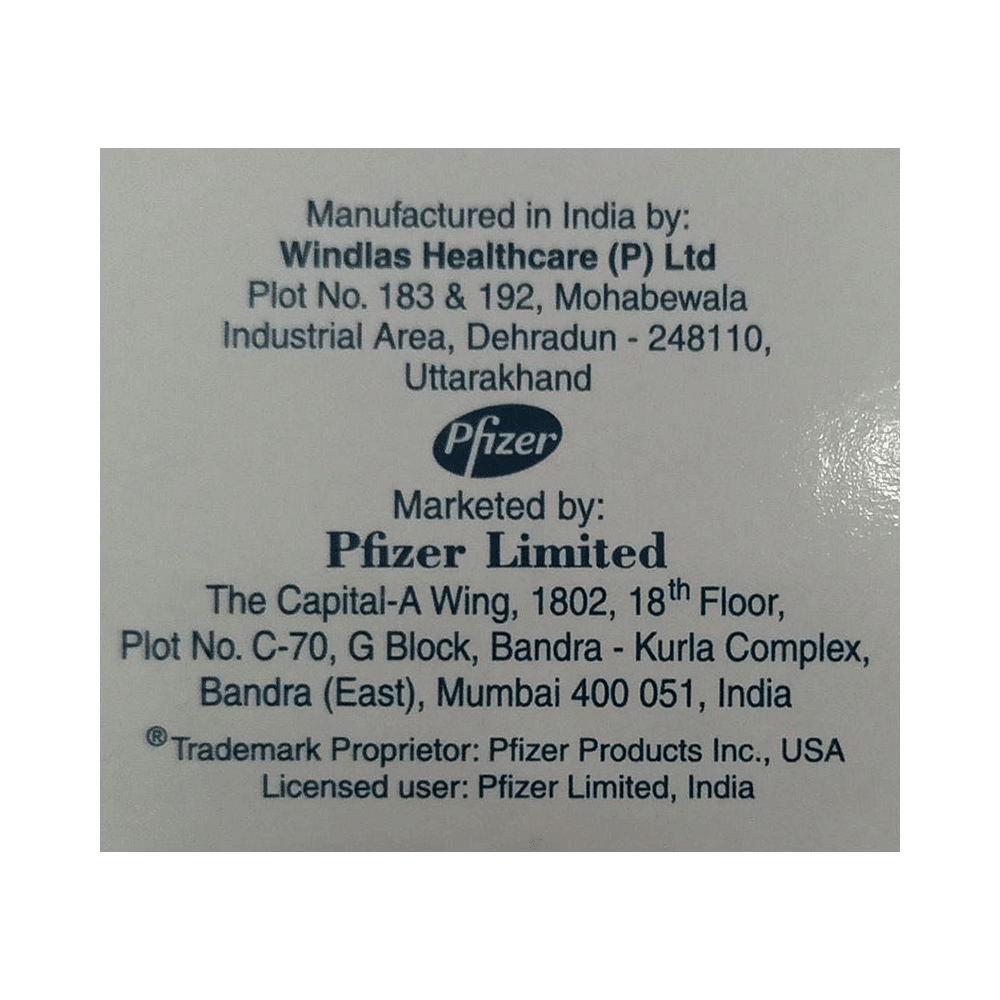 Manufactured in India by:
Windlas Healthcare (P) Ltd
Plot No. 183 & 192, Mohabewala
Industrial Area, Dehradun - 248110,
Uttarakhand
Pfizer
Marketed by:
Pfizer Limited
The Capital-A Wing, 1802, 18th Floor,
Plot No. C-70, G Block, Bandra - Kurla Complex,
Bandra (East), Mumbai 400 051, India
®Trademark Proprietor: Pfizer Products Inc., USA
Licensed user: Pfizer Limited, India